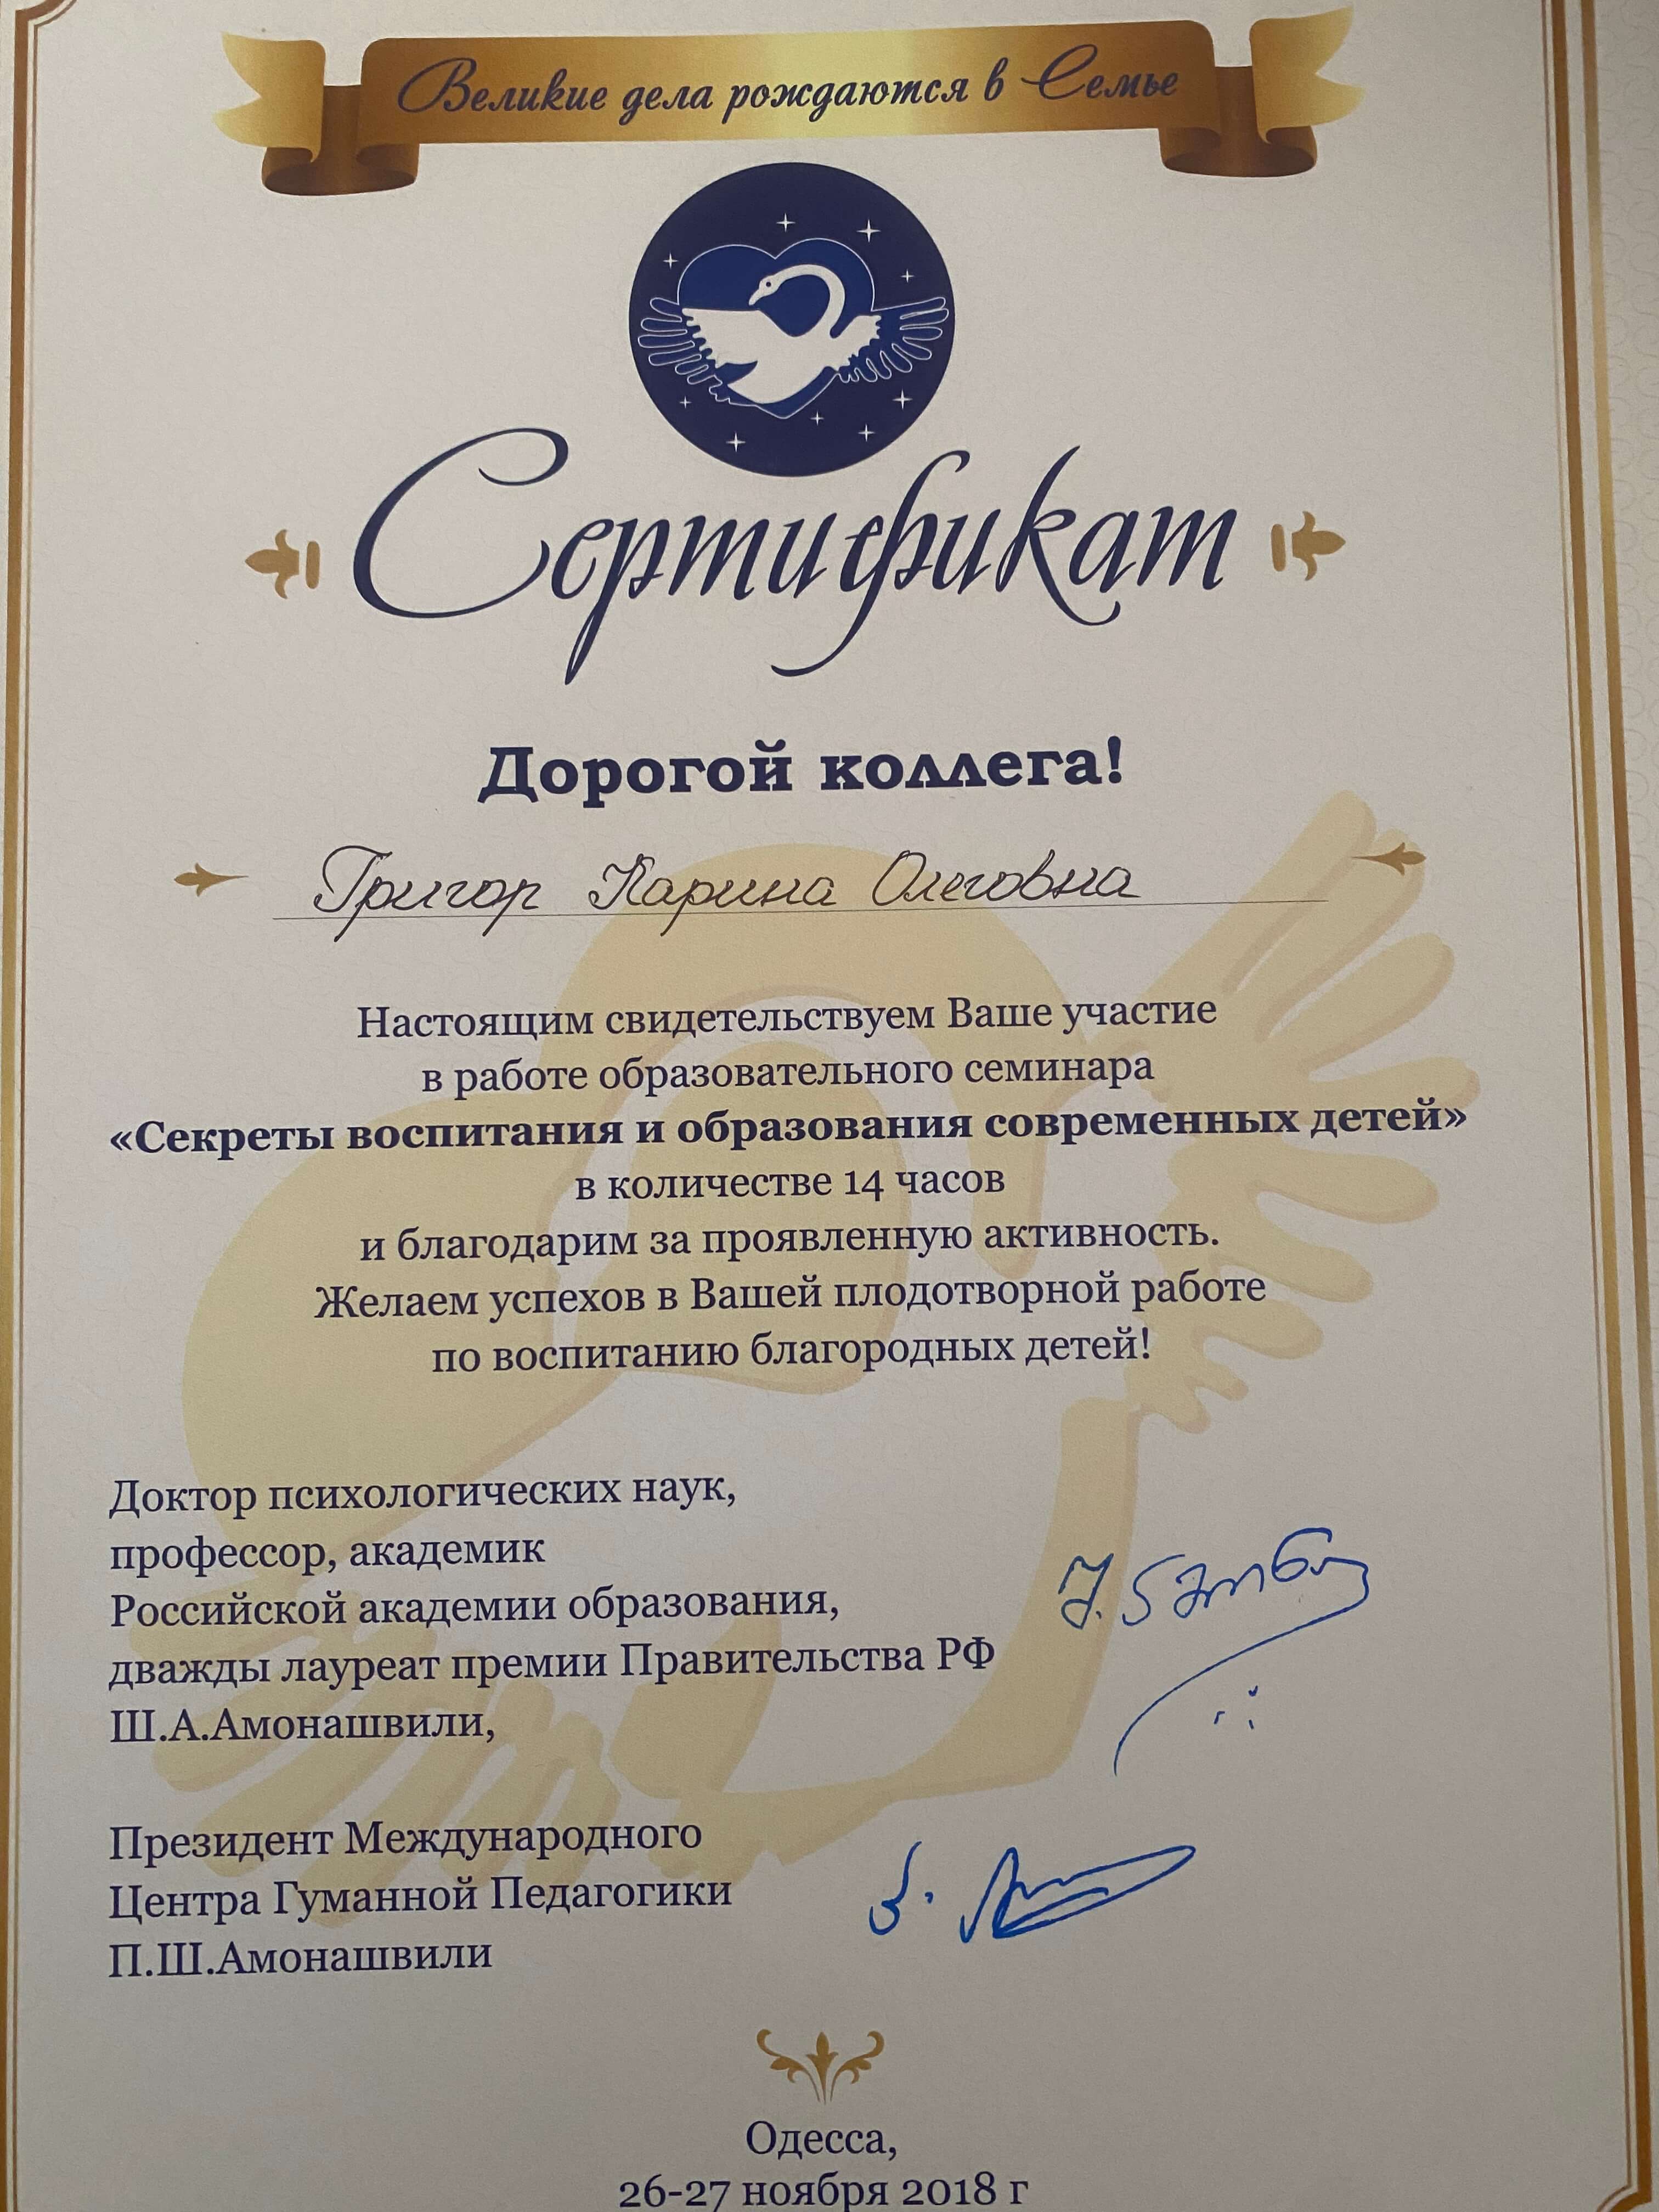 Великие дела рождаются в Семье
Сертификат
Дорогой коллега!
Григор Карина Олеговна
Настоящим свидетельствуем Ваше участие
в работе образовательного семинара
«Секреты воспитания и образования современных детей»
в количестве 14 часов
и благодарим за проявленную активность.
Желаем успехов в Вашей плодотворной работе
по воспитанию благородных детей!
Доктор психологических наук,
профессор, академик
Российской академии образования,
дважды лауреат премии Правительства РФ
Ш.А.Амонашвили,
Президент Международного
Центра Гуманной Педагогики
П.Ш.Амонашвили
Одесса,
26-27 ноября 2018 г